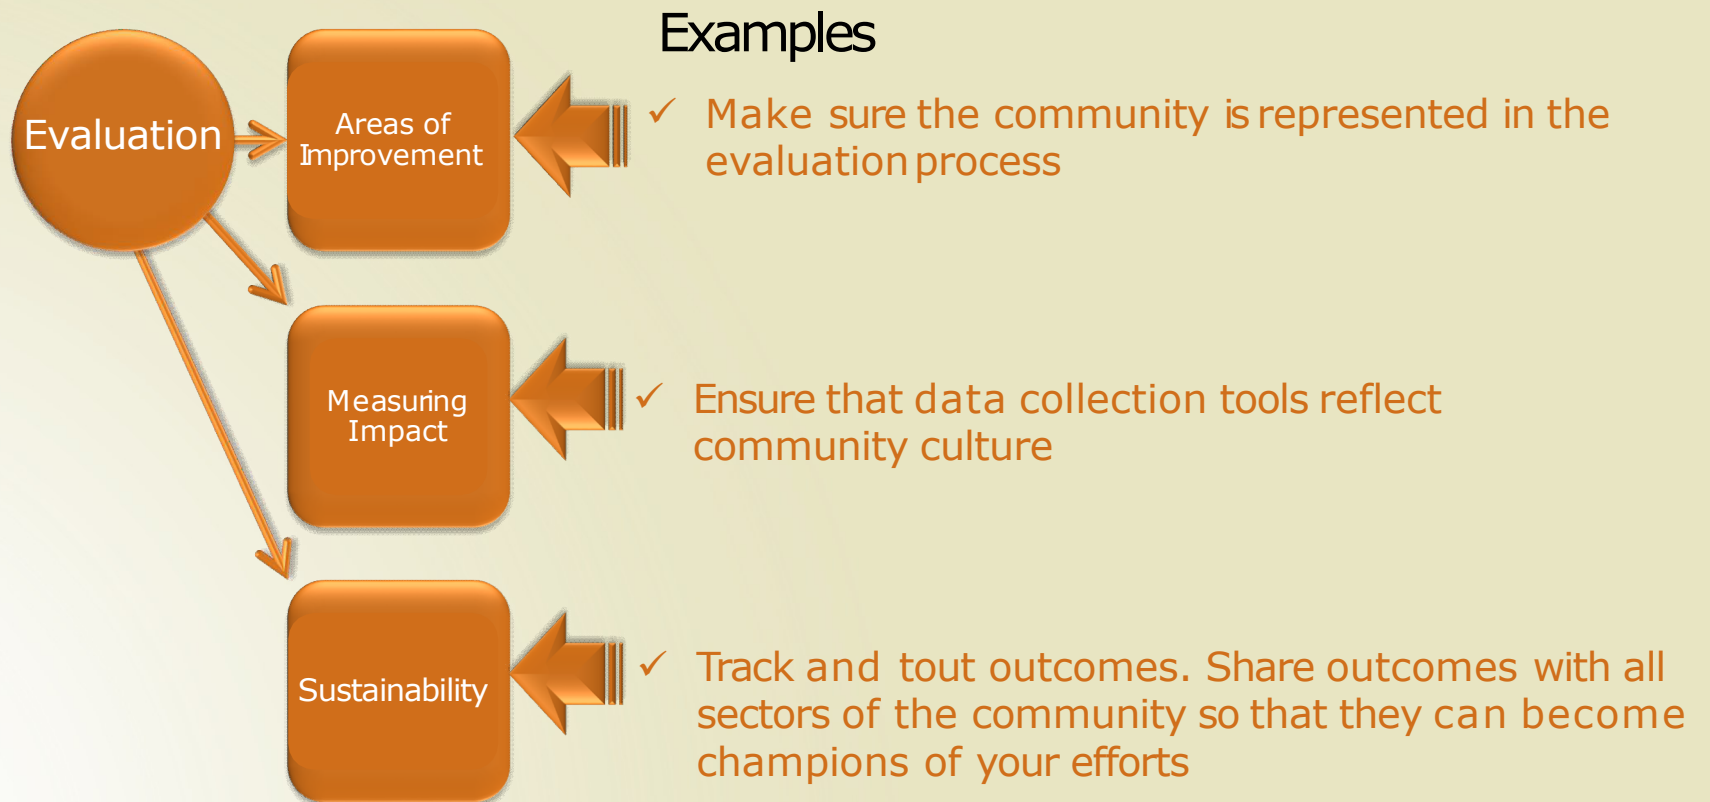 Examples
Evaluation
Areas of
Improvement
✓ Make sure the community is represented in the
evaluation process
Measuring
Impact
✓ Ensure that data collection tools reflect
community culture
Sustainability
✓ Track and tout outcomes. Share outcomes with all
sectors of the community so that they can become
champions of your efforts